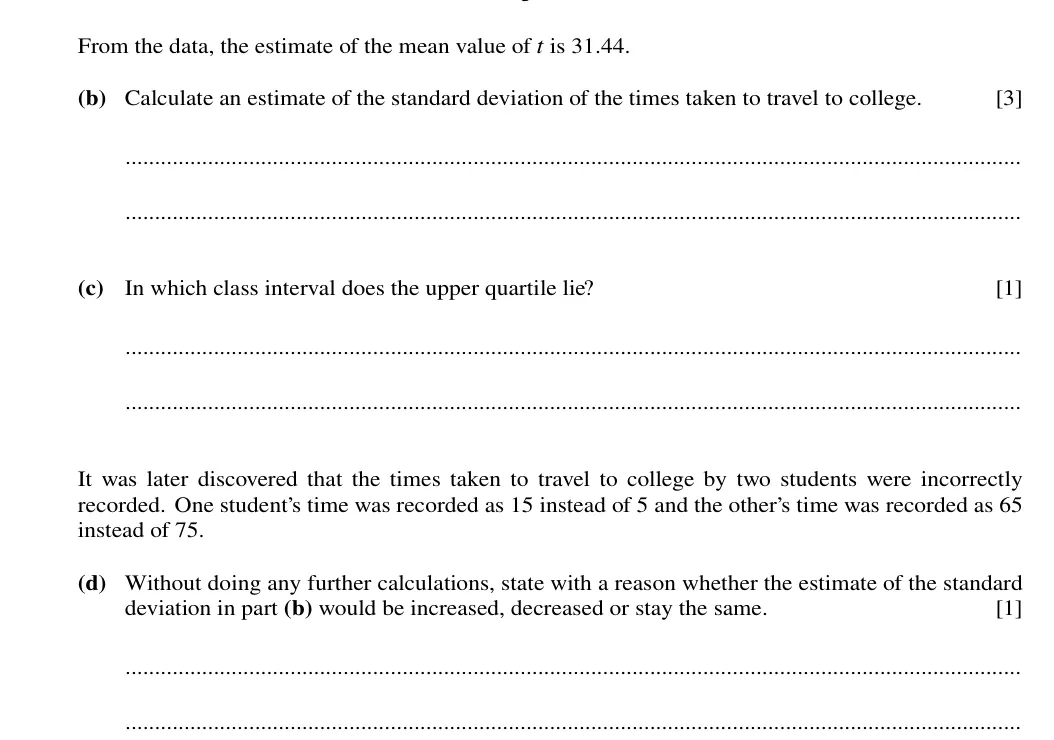 From the data, the estimate of the mean value of t is 31.44.
(b) Calculate an estimate of the standard deviation of the times taken to travel to college. [3]
................................................................................
................................................................................
(c) In which class interval does the upper quartile lie? [1]
................................................................................
................................................................................
It was later discovered that the times taken to travel to college by two students were incorrectly
recorded. One student’s time was recorded as 15 instead of 5 and the other’s time was recorded as 65
instead of 75.
(d) Without doing any further calculations, state with a reason whether the estimate of the standard
deviation in part (b) would be increased, decreased or stay the same. [1]
................................................................................
................................................................................